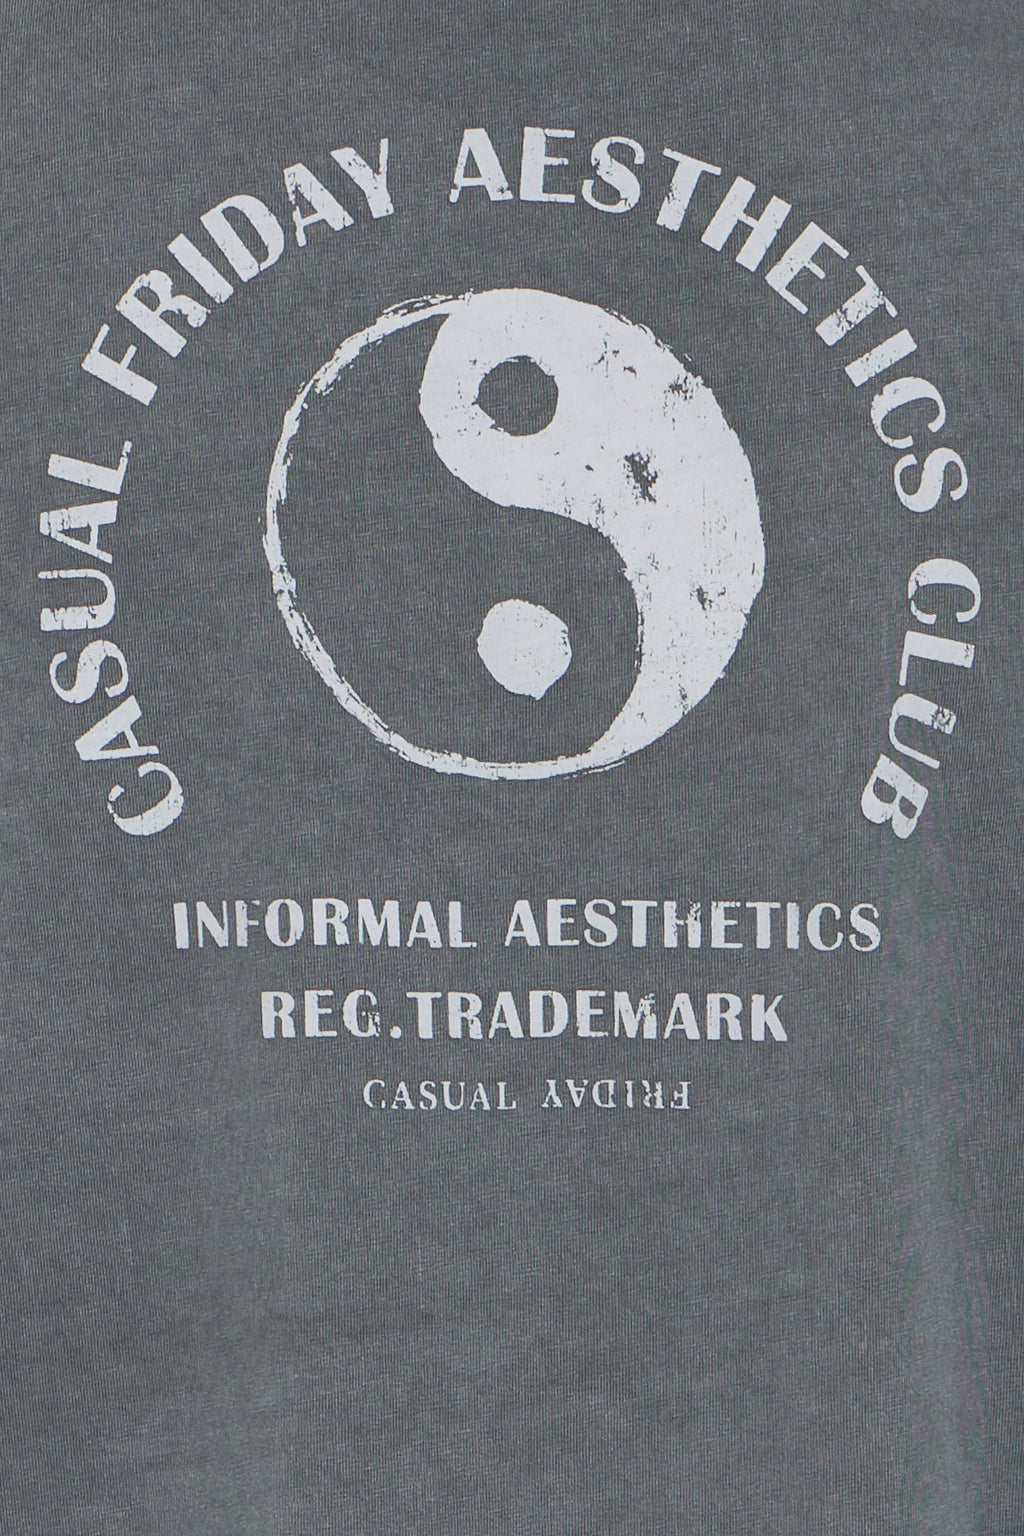 CASUAL FRIDAY AESTHETICS CLUB
INFORMAL AESTHETICS
REG.TRADEMARK
CASUAL FRIDAY